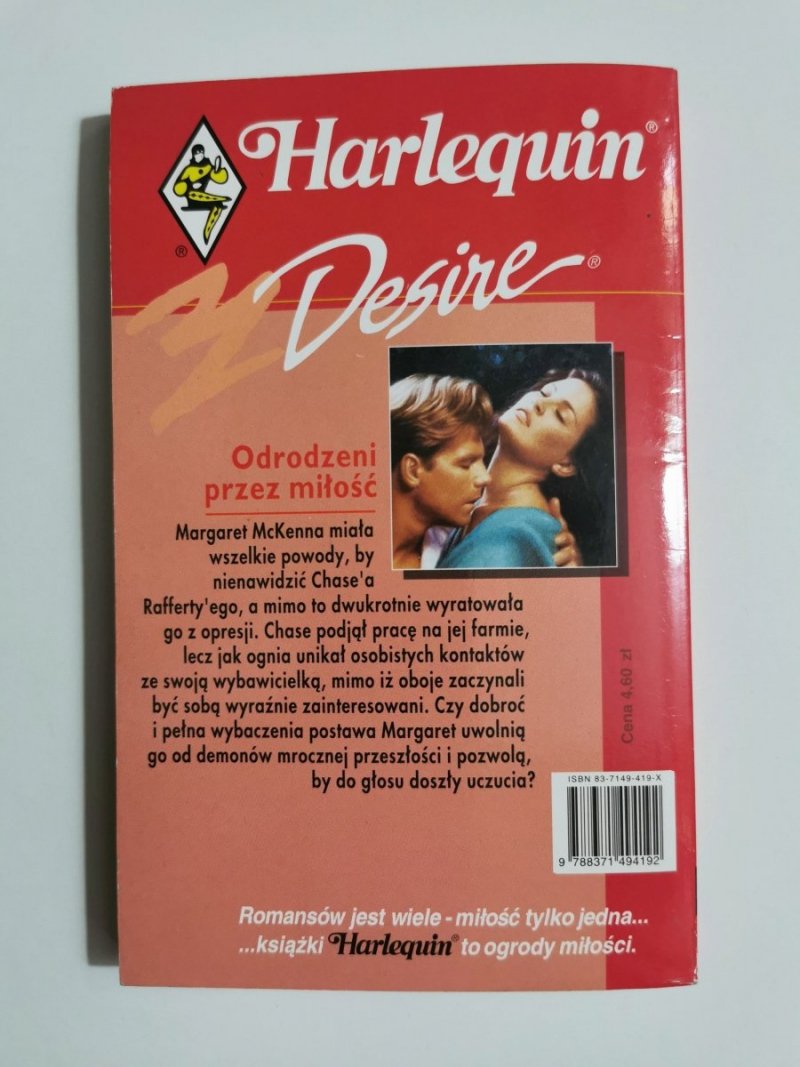 Harlequin®
®
Desire®
Odrodzeni
przez miłość
Margaret McKenna miała
wszelkie powody, by
nienawidzić Chase'a
Rafferty'ego, a mimo to dwukrotnie wyratowała
go z opresji. Chase podjął pracę na jej farmie,
lecz jak ognia unikał osobistych kontaktów
ze swoją wybawicielką, mimo iż oboje zaczynali
być sobą wyraźnie zainteresowani. Czy dobroć
i pełna wybaczenia postawa Margaret uwolnią
go od demonów mrocznej przeszłości i pozwolą,
by do głosu doszły uczucia?
Cena 4,60 zł
ISBN 83-7149-419-X
9 788371 494192
Romansów jest wiele - miłość tylko jedna...
...książki Harlequin® to ogrody miłości.